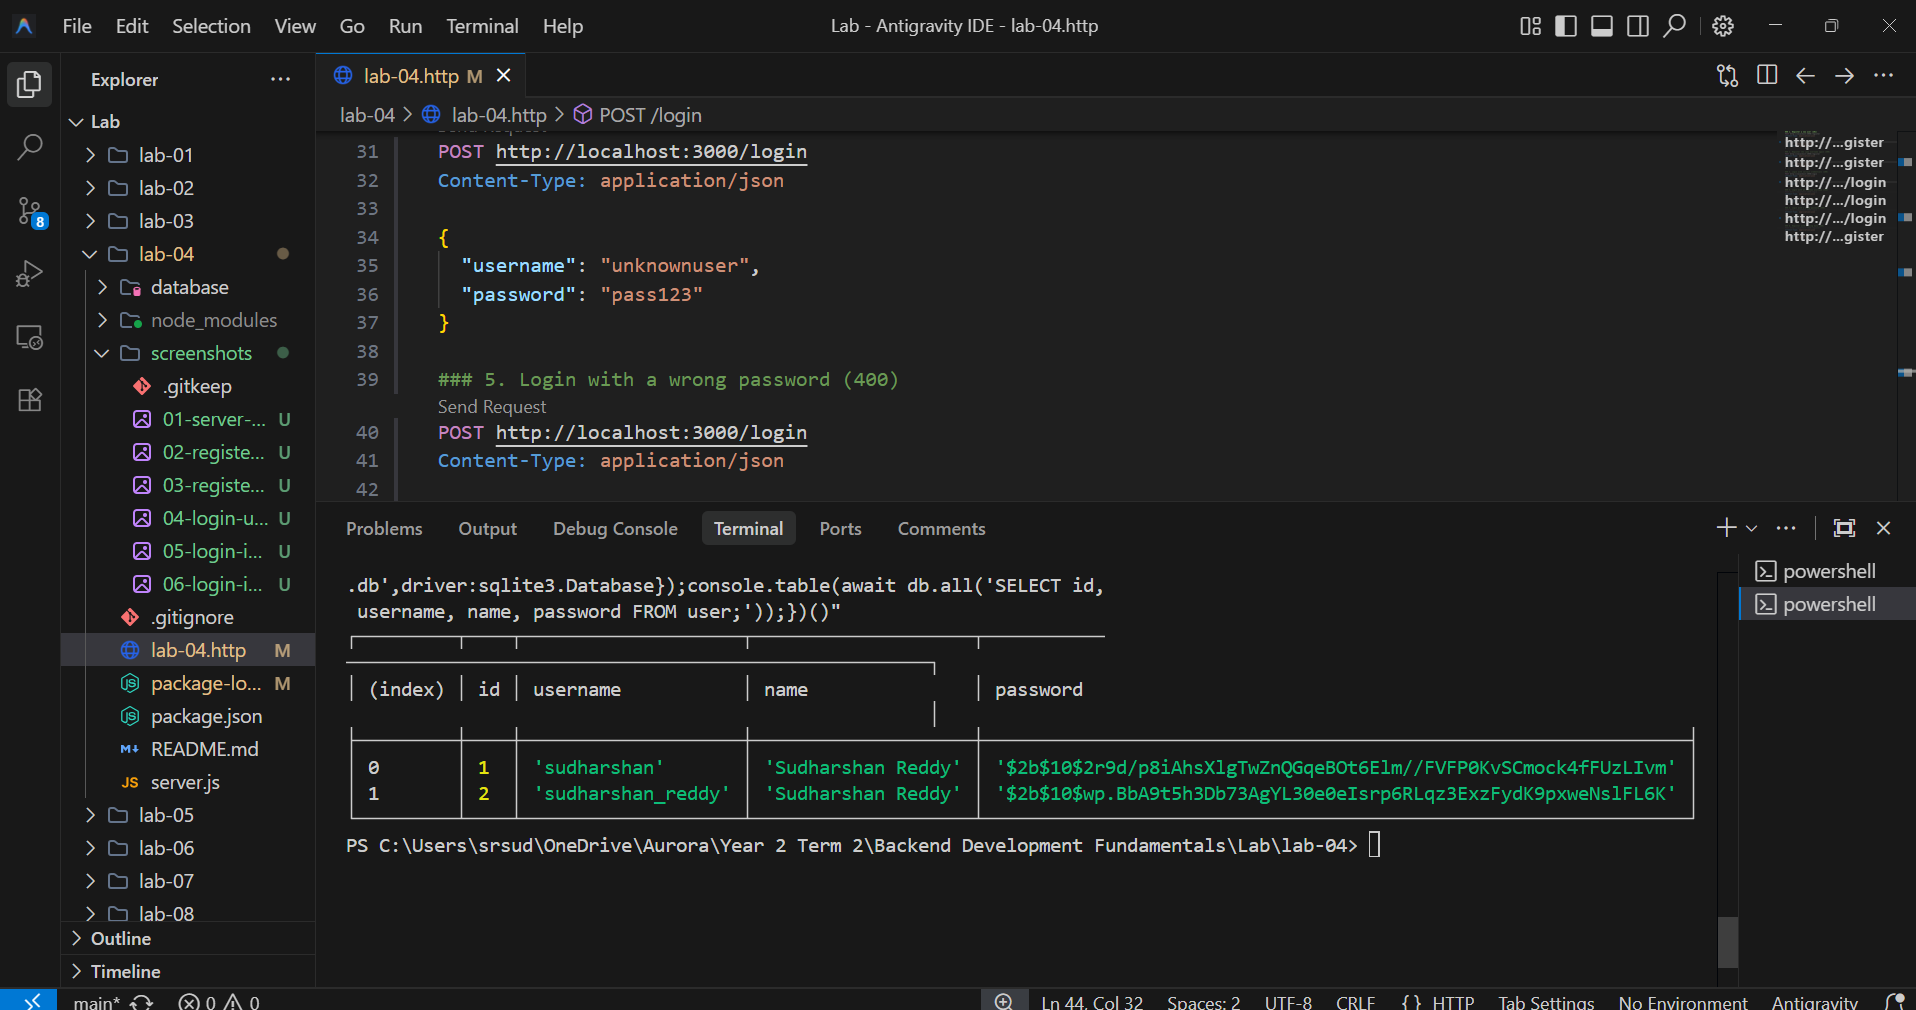 File Edit Selection View Go Run Terminal Help
Lab - Antigravity IDE - lab-04.http
Explorer
Lab
lab-01
lab-02
lab-03
lab-04
database
node_modules
screenshots
.gitkeep
01-server-... U
02-registe... U
03-registe... U
04-login-u... U
05-login-i... U
06-login-i... U
.gitignore
lab-04.http M
package-lo... M
package.json
README.md
JS server.js
lab-05
lab-06
lab-07
lab-08
Outline
Timeline
8
lab-04.http M
lab-04 > lab-04.http > POST /login
31 POST http://localhost:3000/login
32 Content-Type: application/json
33
34 {
35 "username": "unknownuser",
36 "password": "pass123"
37 }
38
39 ### 5. Login with a wrong password (400)
Send Request
40 POST http://localhost:3000/login
41 Content-Type: application/json
42
http://...gister
http://...gister
http://.../login
http://.../login
http://.../login
http://...gister
Problems Output Debug Console Terminal Ports Comments
.db',driver:sqlite3.Database});console.table(await db.all('SELECT id,
username, name, password FROM user;'));})()"
(index) id username name password
0 1 'sudharshan' 'Sudharshan Reddy' '$2b$10$2r9d/p8iAhsXlgTwZnQGqeBOt6Elm//FVFP0KvSCmock4fFUzLIvm'
1 2 'sudharshan_reddy' 'Sudharshan Reddy' '$2b$10$wp.BbA9t5h3Db73AgYL30e0eIsrp6RLqz3ExzFydK9pxweNslFL6K'
PS C:\Users\srsud\OneDrive\Aurora\Year 2 Term 2\Backend Development Fundamentals\Lab\lab-04>
powershell
powershell
main* 0 0
Ln 44, Col 32 Spaces: 2 UTF-8 CRLF {} HTTP Tab Settings No Environment Antigravity